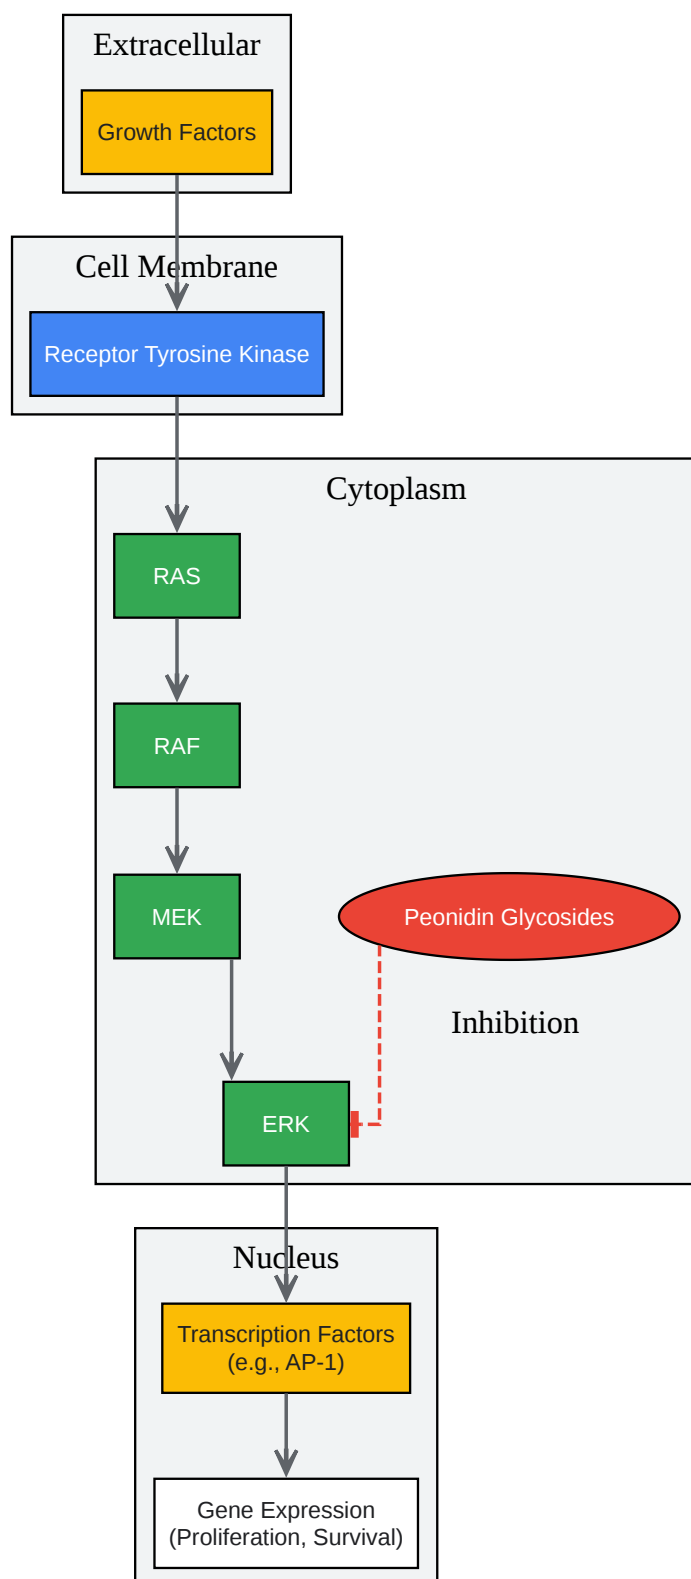 Extracellular
Growth Factors
Cell Membrane
Receptor Tyrosine Kinase
Cytoplasm
RAS
RAF
MEK
Peonidin Glycosides
Inhibition
ERK
Nucleus
Transcription Factors
(e.g., AP-1)
Gene Expression
(Proliferation, Survival)